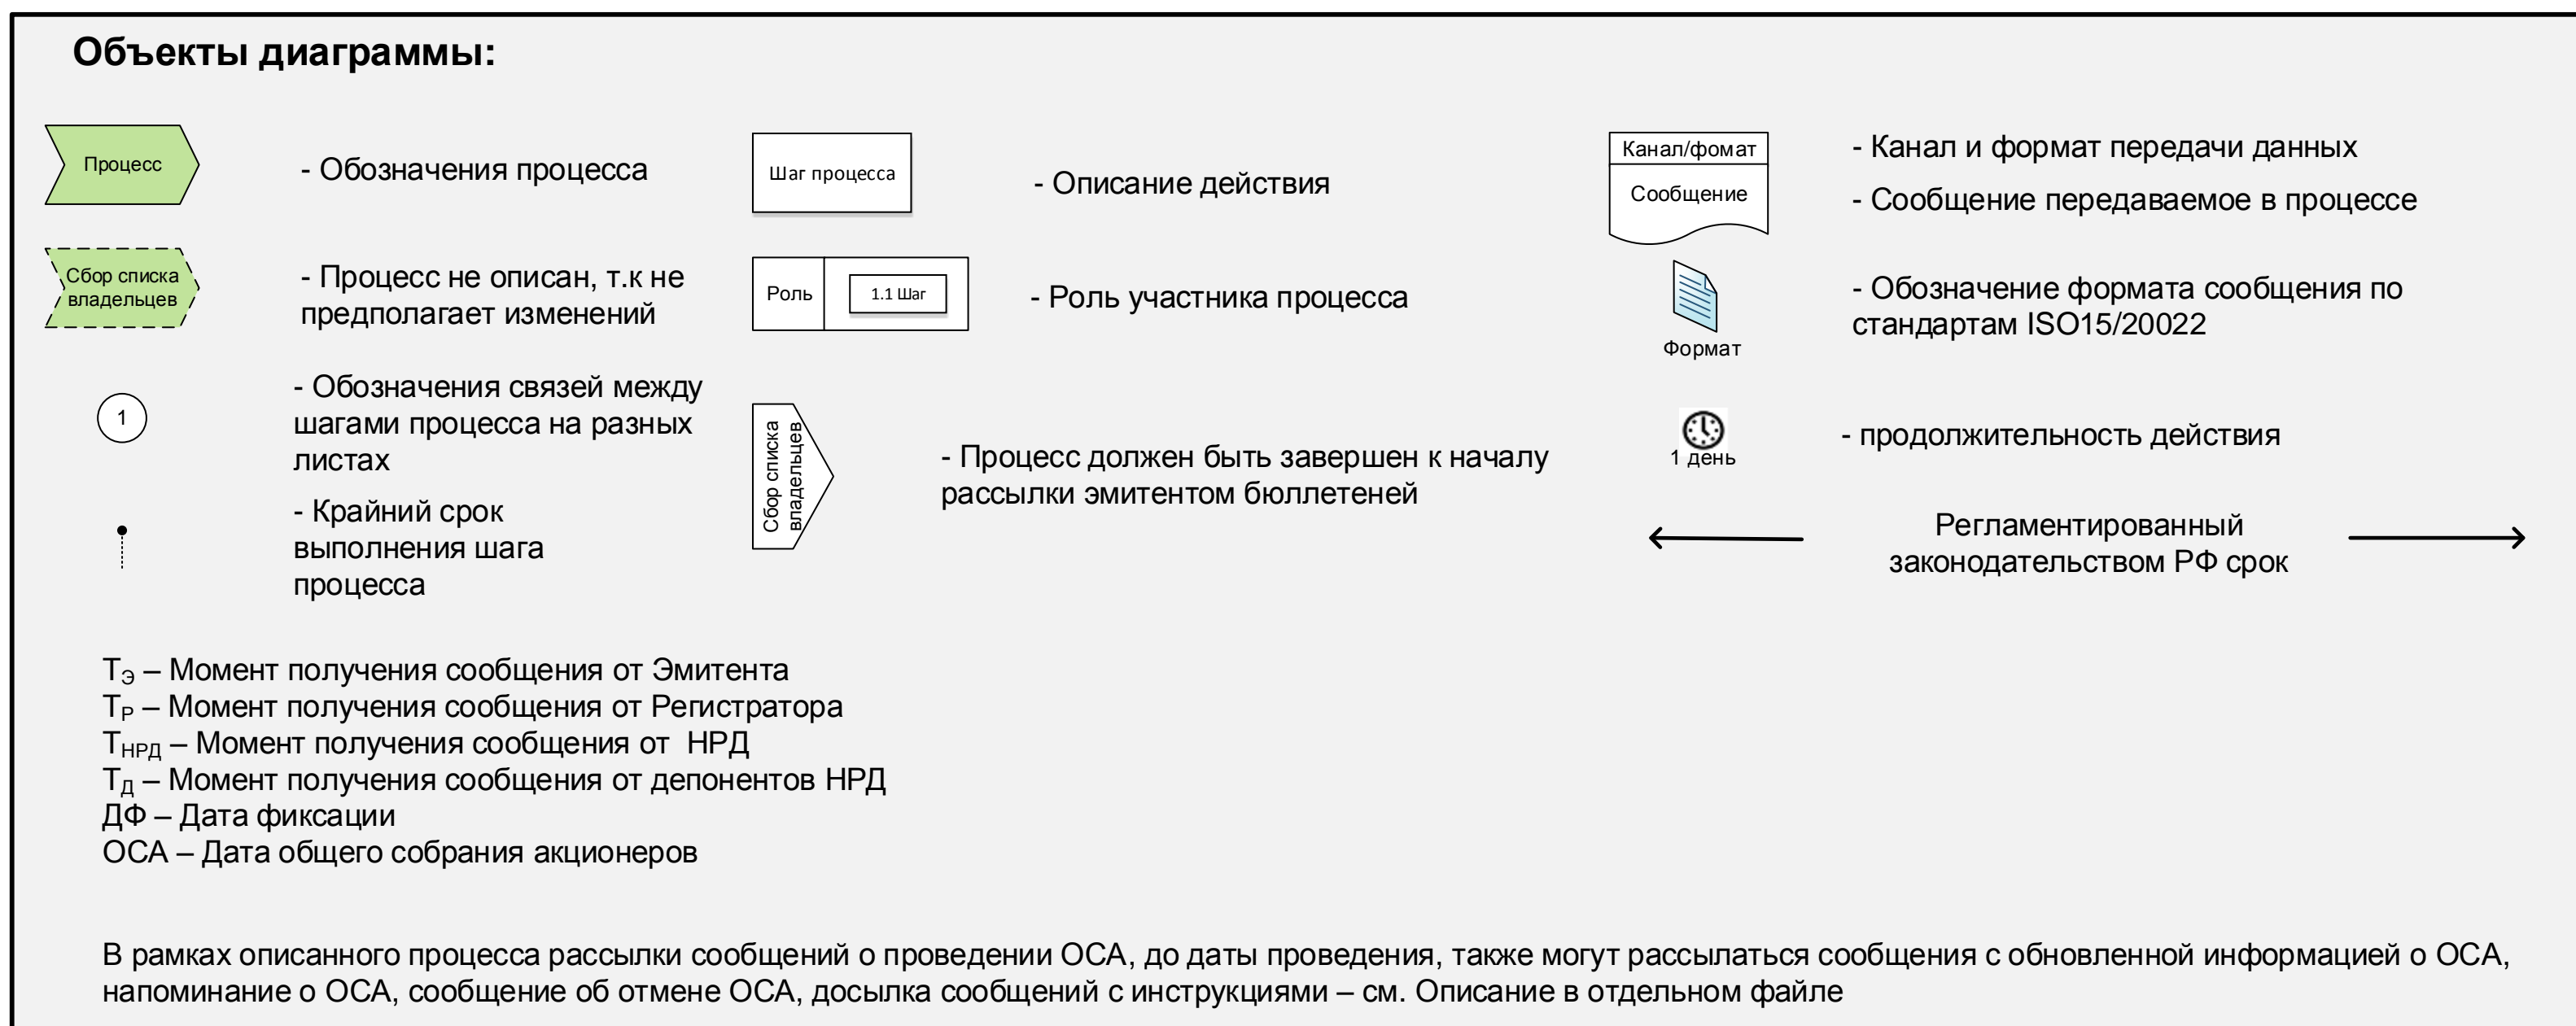 Объекты диаграммы:
Процесс
- Обозначения процесса
Шаг процесса
- Описание действия
Канал/фомат
Сообщение
- Канал и формат передачи данных
- Сообщение передаваемое в процессе
Сбор списка
владельцев
- Процесс не описан, т.к не
предполагает изменений
Роль
1.1 Шаг
- Роль участника процесса
Формат
- Обозначение формата сообщения по
стандартам ISO15/20022
1
- Обозначения связей между
шагами процесса на разных
листах
Сбор списка
владельцев
- Процесс должен быть завершен к началу
рассылки эмитентом бюллетеней
1 день
- продолжительность действия
- Крайний срок
выполнения шага
процесса
Регламентированный
законодательством РФ срок
TЭ – Момент получения сообщения от Эмитента
TР – Момент получения сообщения от Регистратора
TНРД – Момент получения сообщения от НРД
TД – Момент получения сообщения от депонентов НРД
ДФ – Дата фиксации
ОСА – Дата общего собрания акционеров
В рамках описанного процесса рассылки сообщений о проведении ОСА, до даты проведения, также могут рассылаться сообщения с обновленной информацией о ОСА,
напоминание о ОСА, сообщение об отмене ОСА, досылка сообщений с инструкциями – см. Описание в отдельном файле